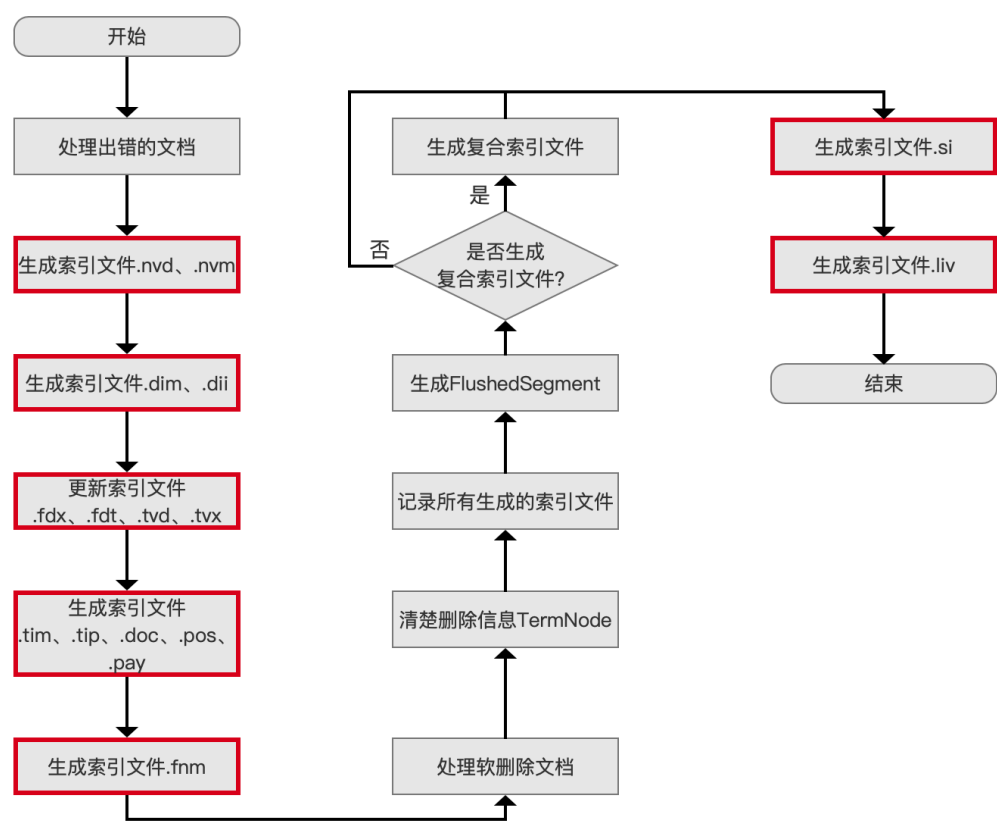 开始
处理出错的文档
生成索引文件.nvd、.nvm
生成索引文件.dim、.dii
更新索引文件
.fdx、.fdt、.tvd、.tvx
生成索引文件
.tim、.tip、.doc、.pos、
.pay
生成索引文件.fnm
处理软删除文档
清楚删除信息TermNode
记录所有生成的索引文件
生成FlushedSegment
是否生成
复合索引文件?
是
否
生成复合索引文件
生成索引文件.si
生成索引文件.liv
结束